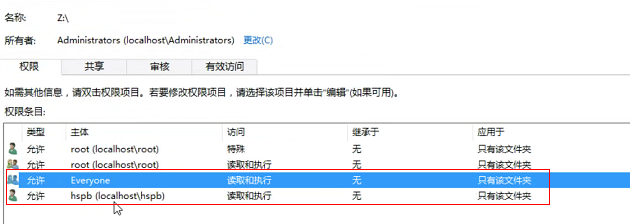 名称: Z:\
所有者: Administrators (localhost\Administrators) 更改(C)
权限 共享 审核 有效访问
如需其他信息，请双击权限项目。若要修改权限项目，请选择该项目并单击"编辑"(如果可用)。
权限条目:
类型 主体 访问 继承于 应用于
允许 root (localhost\root) 特殊 无 只有该文件夹
允许 root (localhost\root) 读取和执行 无 只有该文件夹
允许 Everyone 读取和执行 无 只有该文件夹
允许 hspb (localhost\hspb) 读取和执行 无 只有该文件夹